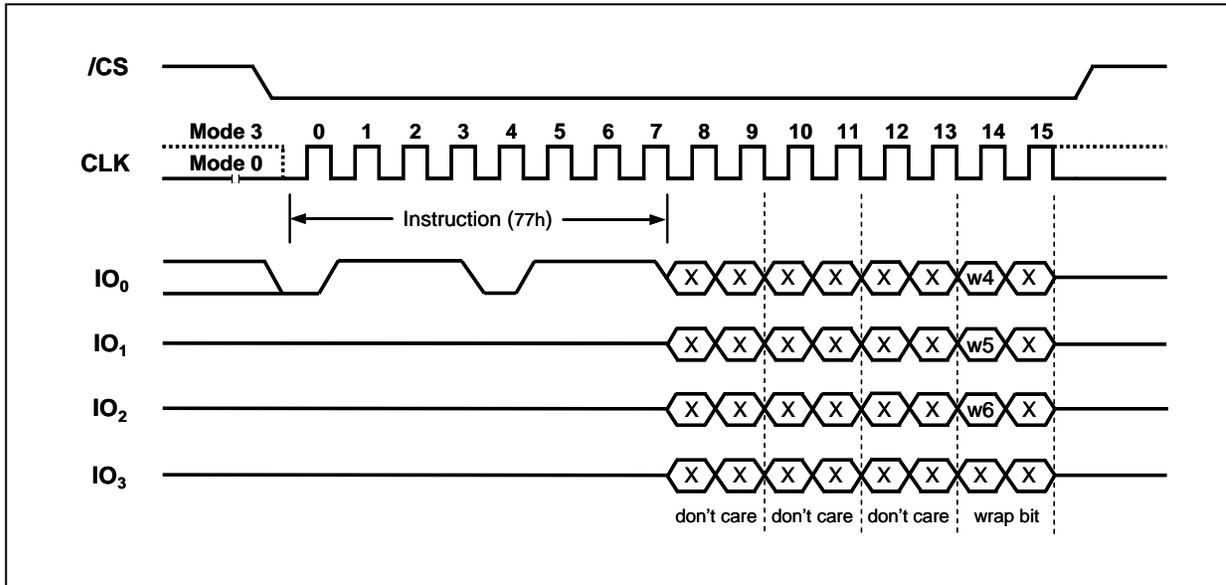 /CS
Mode 3 0 1 2 3 4 5 6 7 8 9 10 11 12 13 14 15
CLK Mode 0
Instruction (77h)
IO0 X X X X X X w4 X
IO1 X X X X X X w5 X
IO2 X X X X X X w6 X
IO3 X X X X X X X X
don't care don't care don't care wrap bit